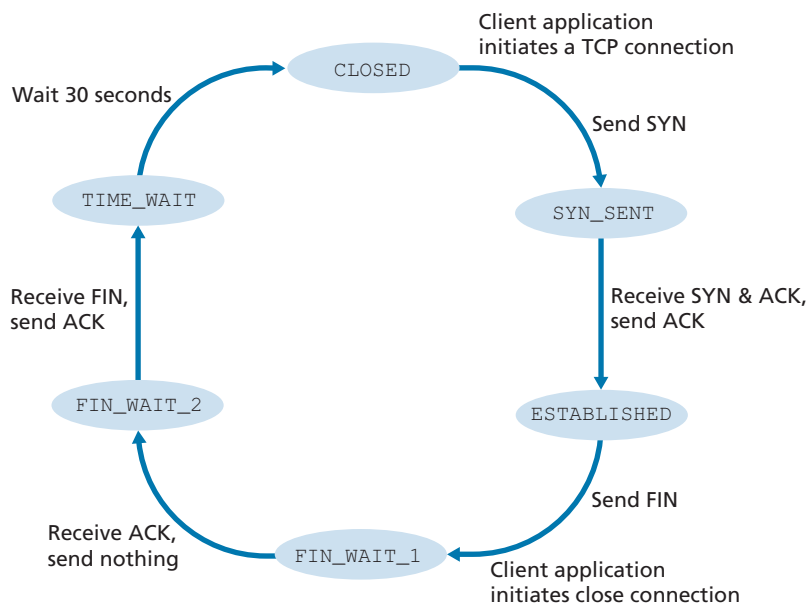 Client application
initiates a TCP connection
CLOSED
Wait 30 seconds
Send SYN
TIME_WAIT
SYN_SENT
Receive FIN,
send ACK
Receive SYN & ACK,
send ACK
FIN_WAIT_2
ESTABLISHED
Send FIN
Receive ACK,
send nothing
FIN_WAIT_1
Client application
initiates close connection